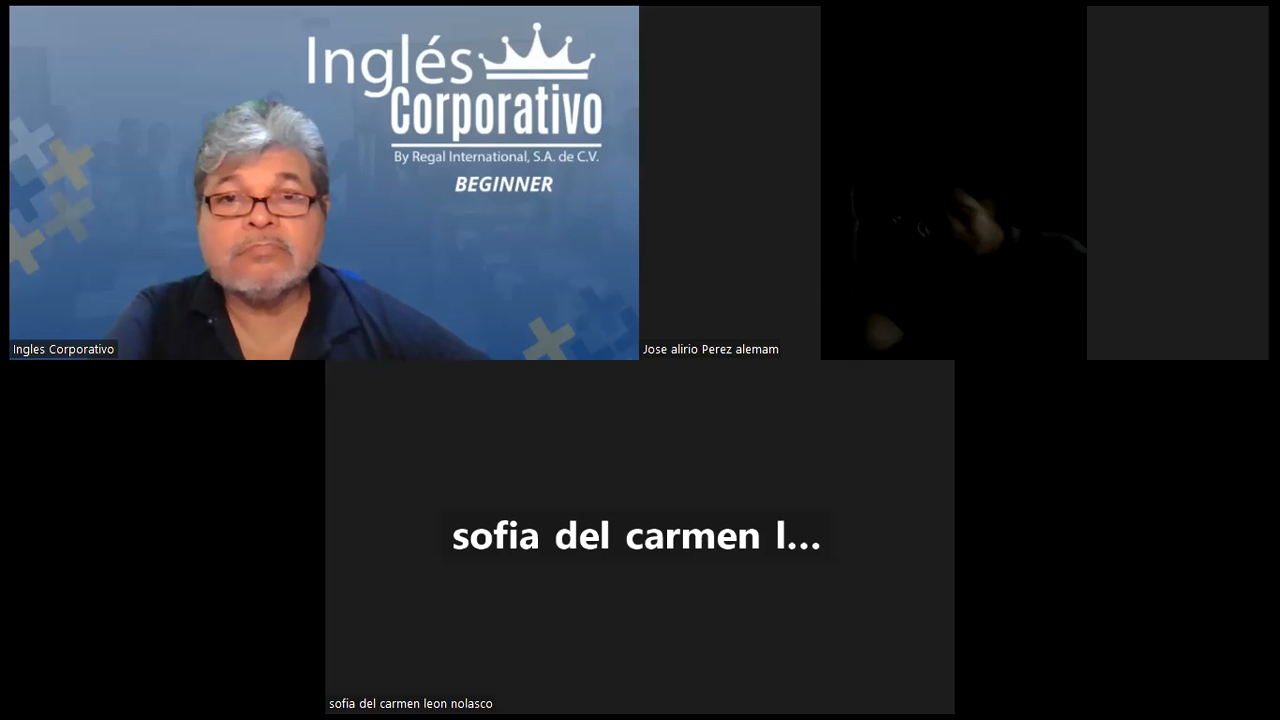 Inglés
Corporativo
By Regal International, S.A. de C.V.
BEGINNER
Ingles Corporativo
Jose alirio Perez alemam
sofia del carmen l...
sofia del carmen leon nolasco